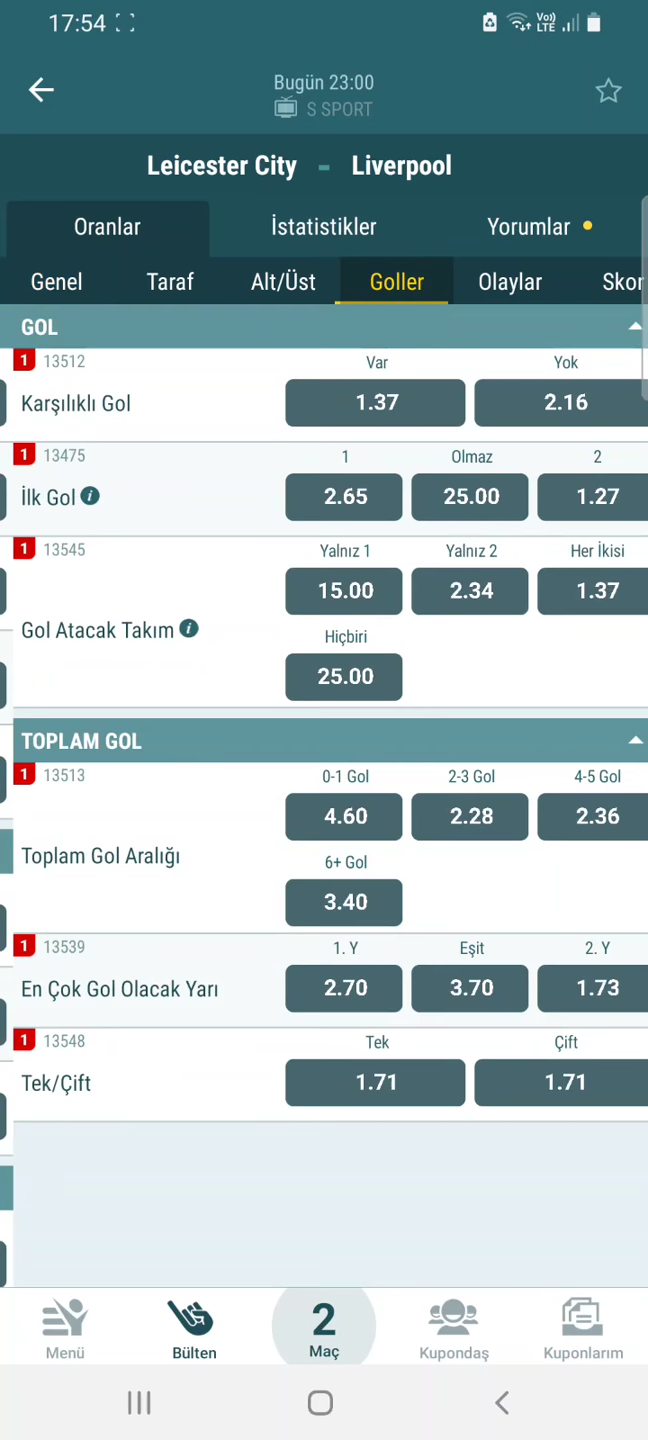 17:54
Vo)) LTE
Bugün 23:00
S SPORT
Leicester City - Liverpool
Oranlar İstatistikler Yorumlar
Genel Taraf Alt/Üst Goller Olaylar Skor
GOL
1 13512 Var Yok
Karşılıklı Gol 1.37 2.16
1 13475 1 Olmaz 2
İlk Gol i 2.65 25.00 1.27
1 13545 Yalnız 1 Yalnız 2 Her İkisi
15.00 2.34 1.37
Gol Atacak Takım i
Hiçbiri
25.00
TOPLAM GOL
1 13513 0-1 Gol 2-3 Gol 4-5 Gol
4.60 2.28 2.36
Toplam Gol Aralığı
6+ Gol
3.40
1 13539 1. Y Eşit 2. Y
En Çok Gol Olacak Yarı 2.70 3.70 1.73
1 13548 Tek Çift
Tek/Çift 1.71 1.71
2
Menü Bülten Maç Kupondaş Kuponlarım